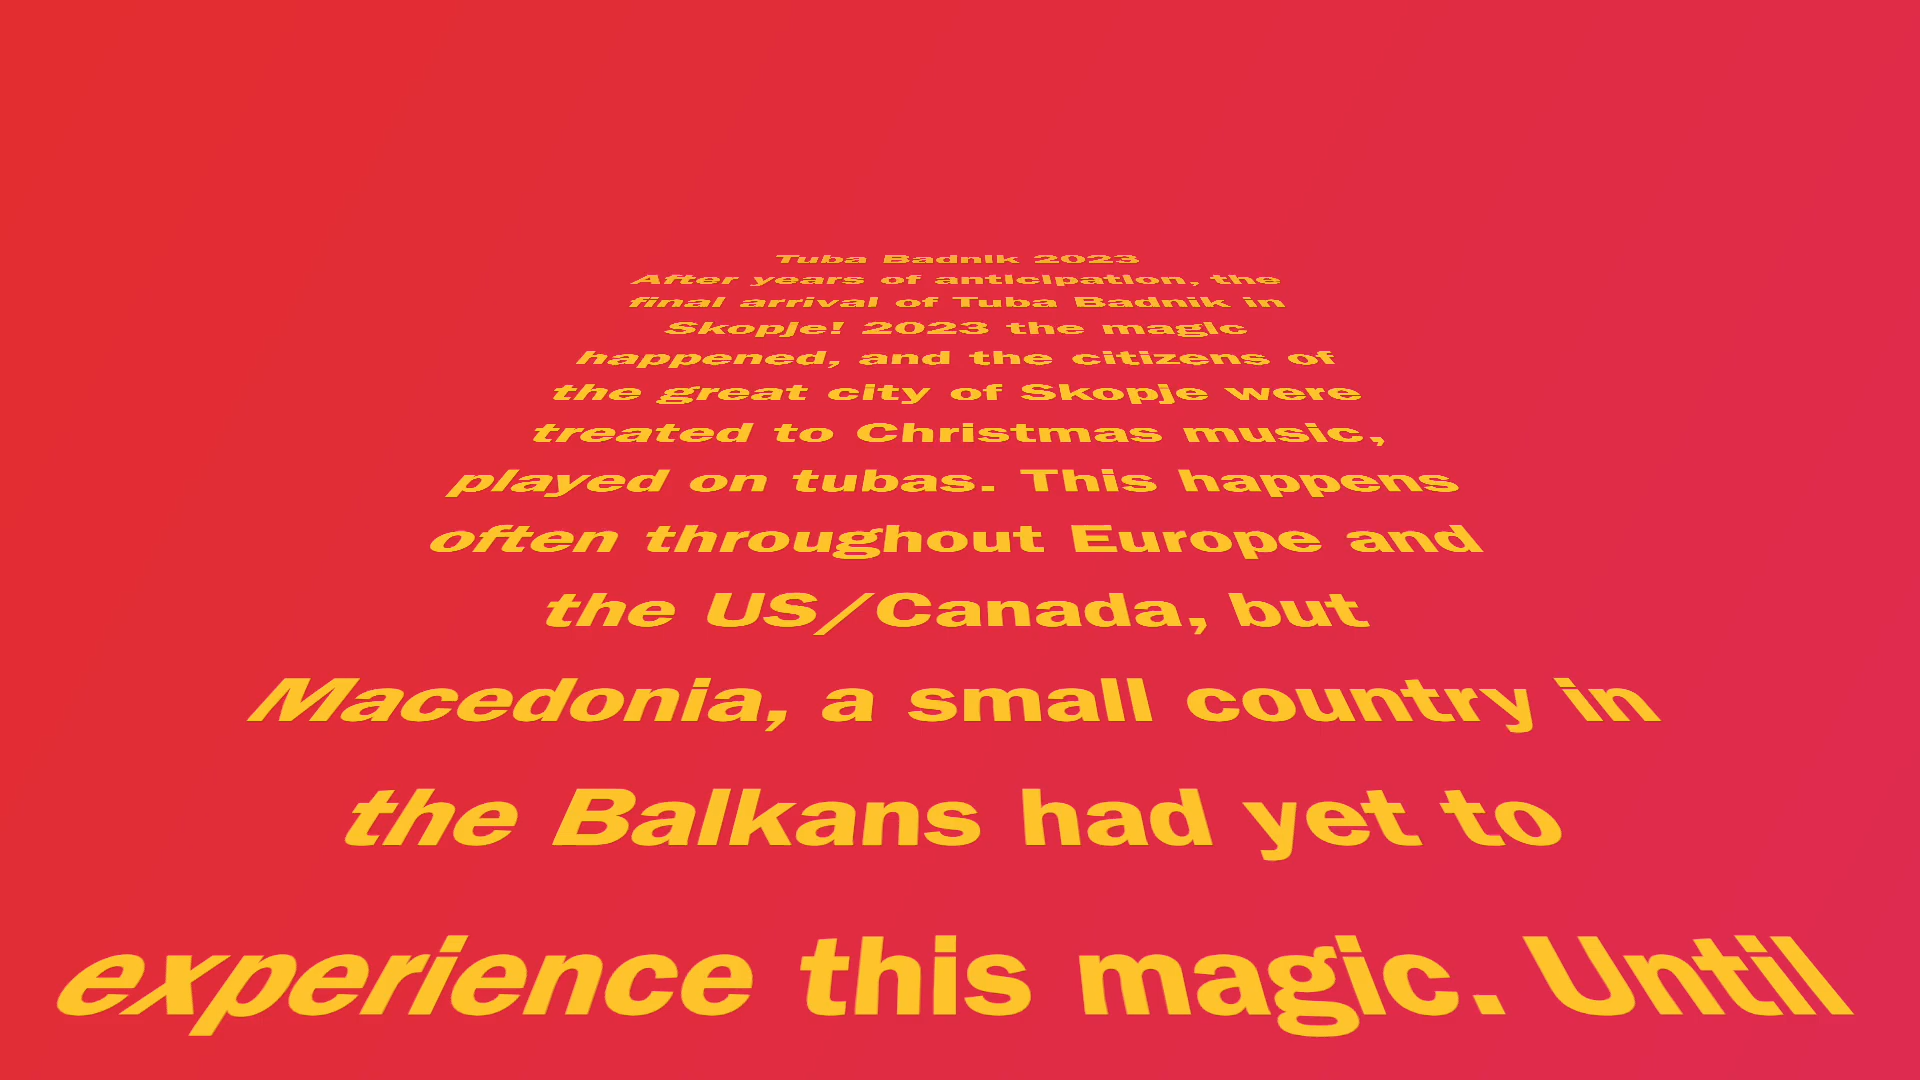 Tuba Badnik 2023
After years of anticipation, the
final arrival of Tuba Badnik in
Skopje! 2023 the magic
happened, and the citizens of
the great city of Skopje were
treated to Christmas music,
played on tubas. This happens
often throughout Europe and
the US/Canada, but
Macedonia, a small country in
the Balkans had yet to
experience this magic. Until